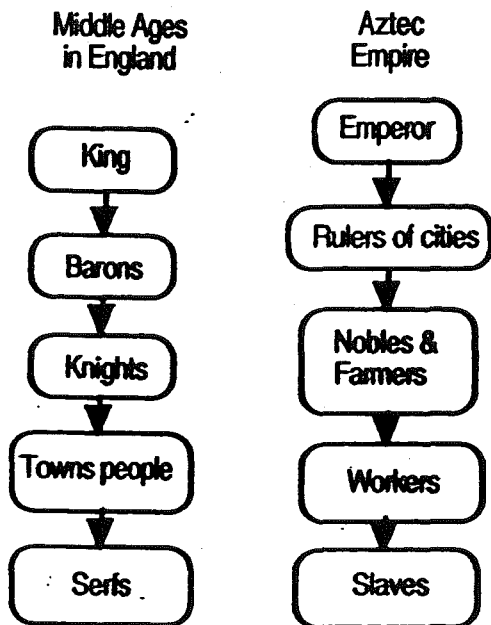 Middle Ages
in England
King
Barons
Knights
Towns people
Serfs
Aztec
Empire
Emperor
Rulers of cities
Nobles &
Farmers
Workers
Slaves